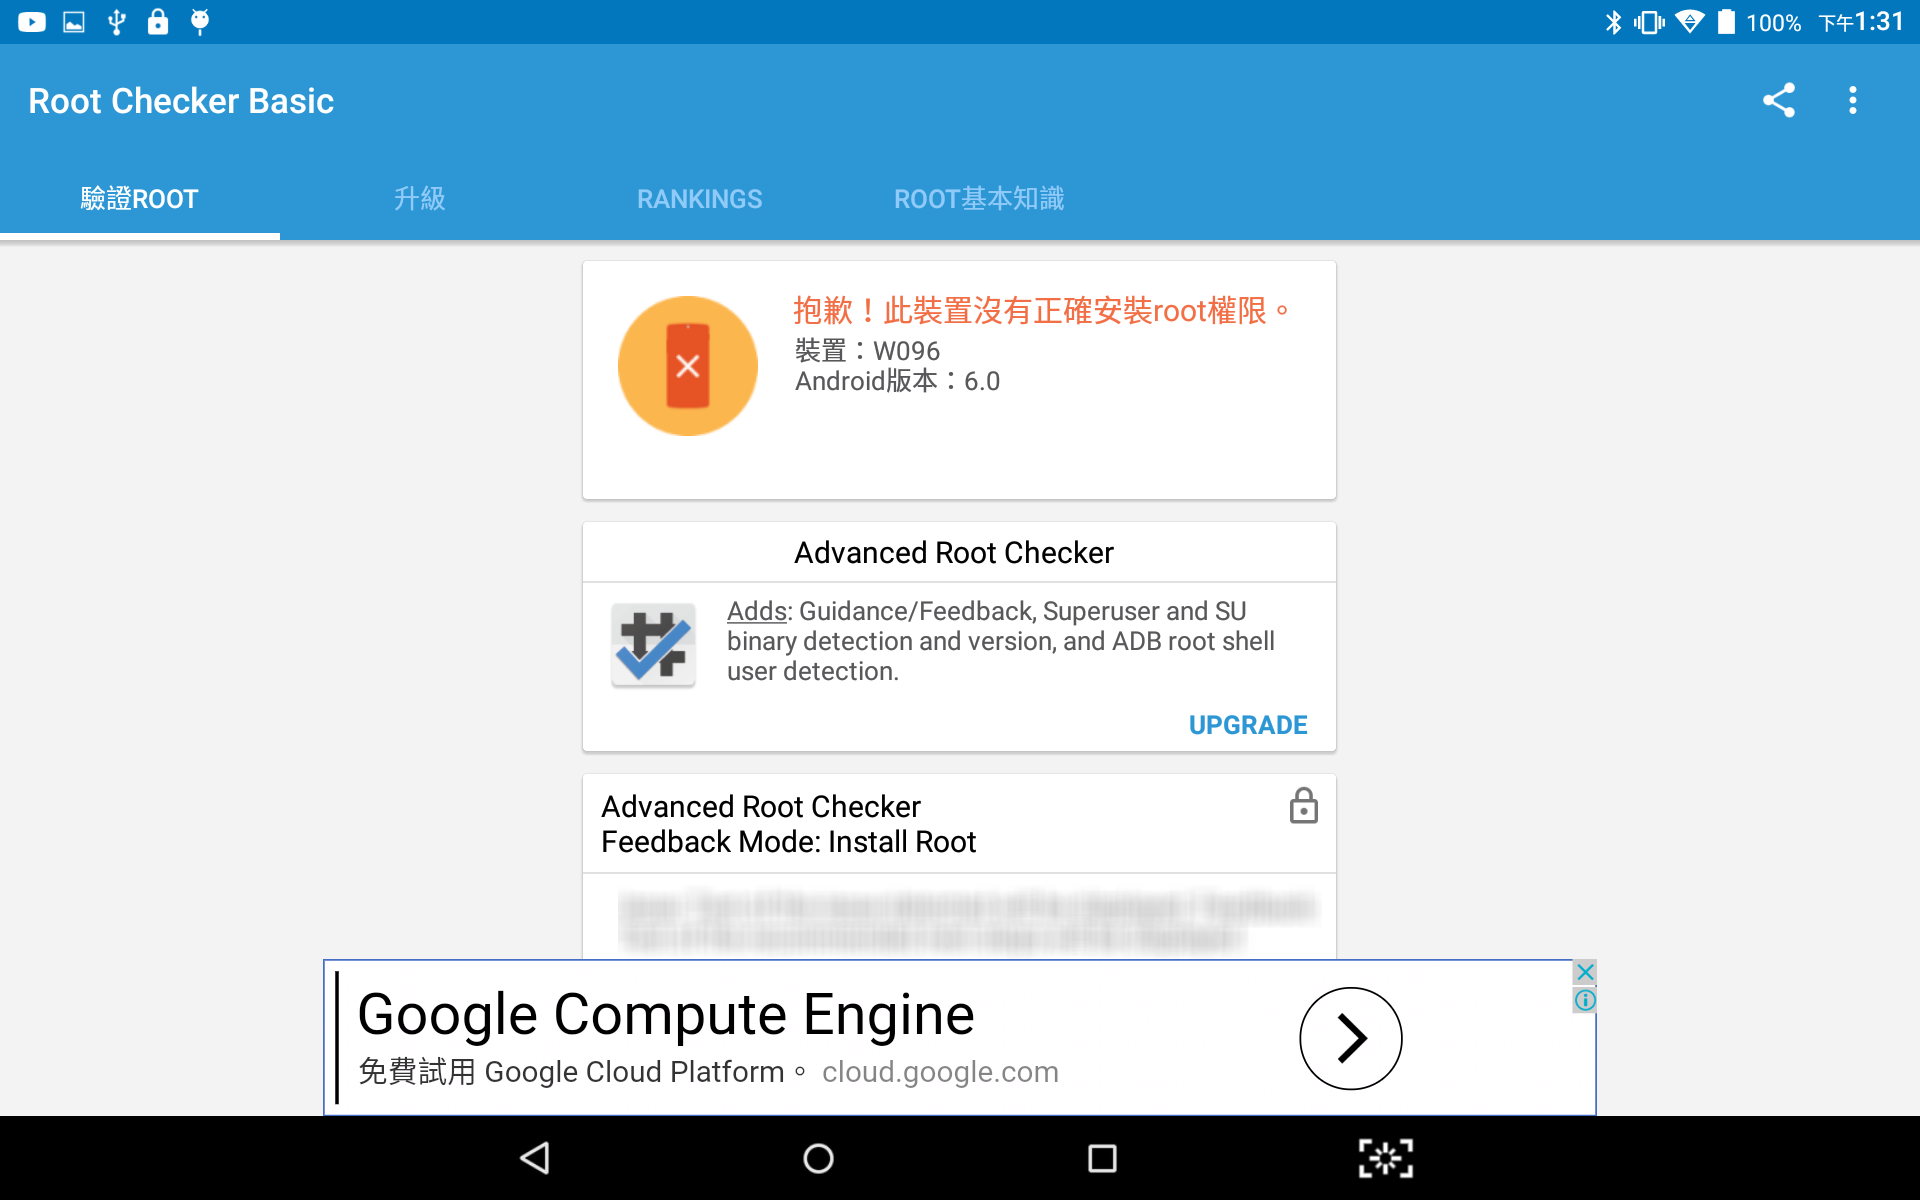 100% 下午1:31
Root Checker Basic
驗證ROOT 升級 RANKINGS ROOT基本知識
抱歉！此裝置沒有正確安裝root權限。
裝置：W096
Android版本：6.0
Advanced Root Checker
Adds: Guidance/Feedback, Superuser and SU
binary detection and version, and ADB root shell
user detection.
UPGRADE
Advanced Root Checker
Feedback Mode: Install Root
Google Compute Engine
免費試用 Google Cloud Platform。 cloud.google.com